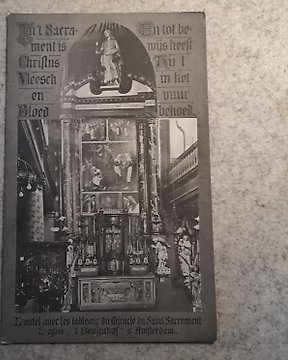 In 't Sacra-
ment is
Christus
Vleesch
en
Bloed
En tot be-
wijs heeft
Hij 't
in het
vuur
behoed.
L'autel avec les tableaux du Miracle du Saint Sacrement
L'église „'t Begijnhof" à Amsterdam.